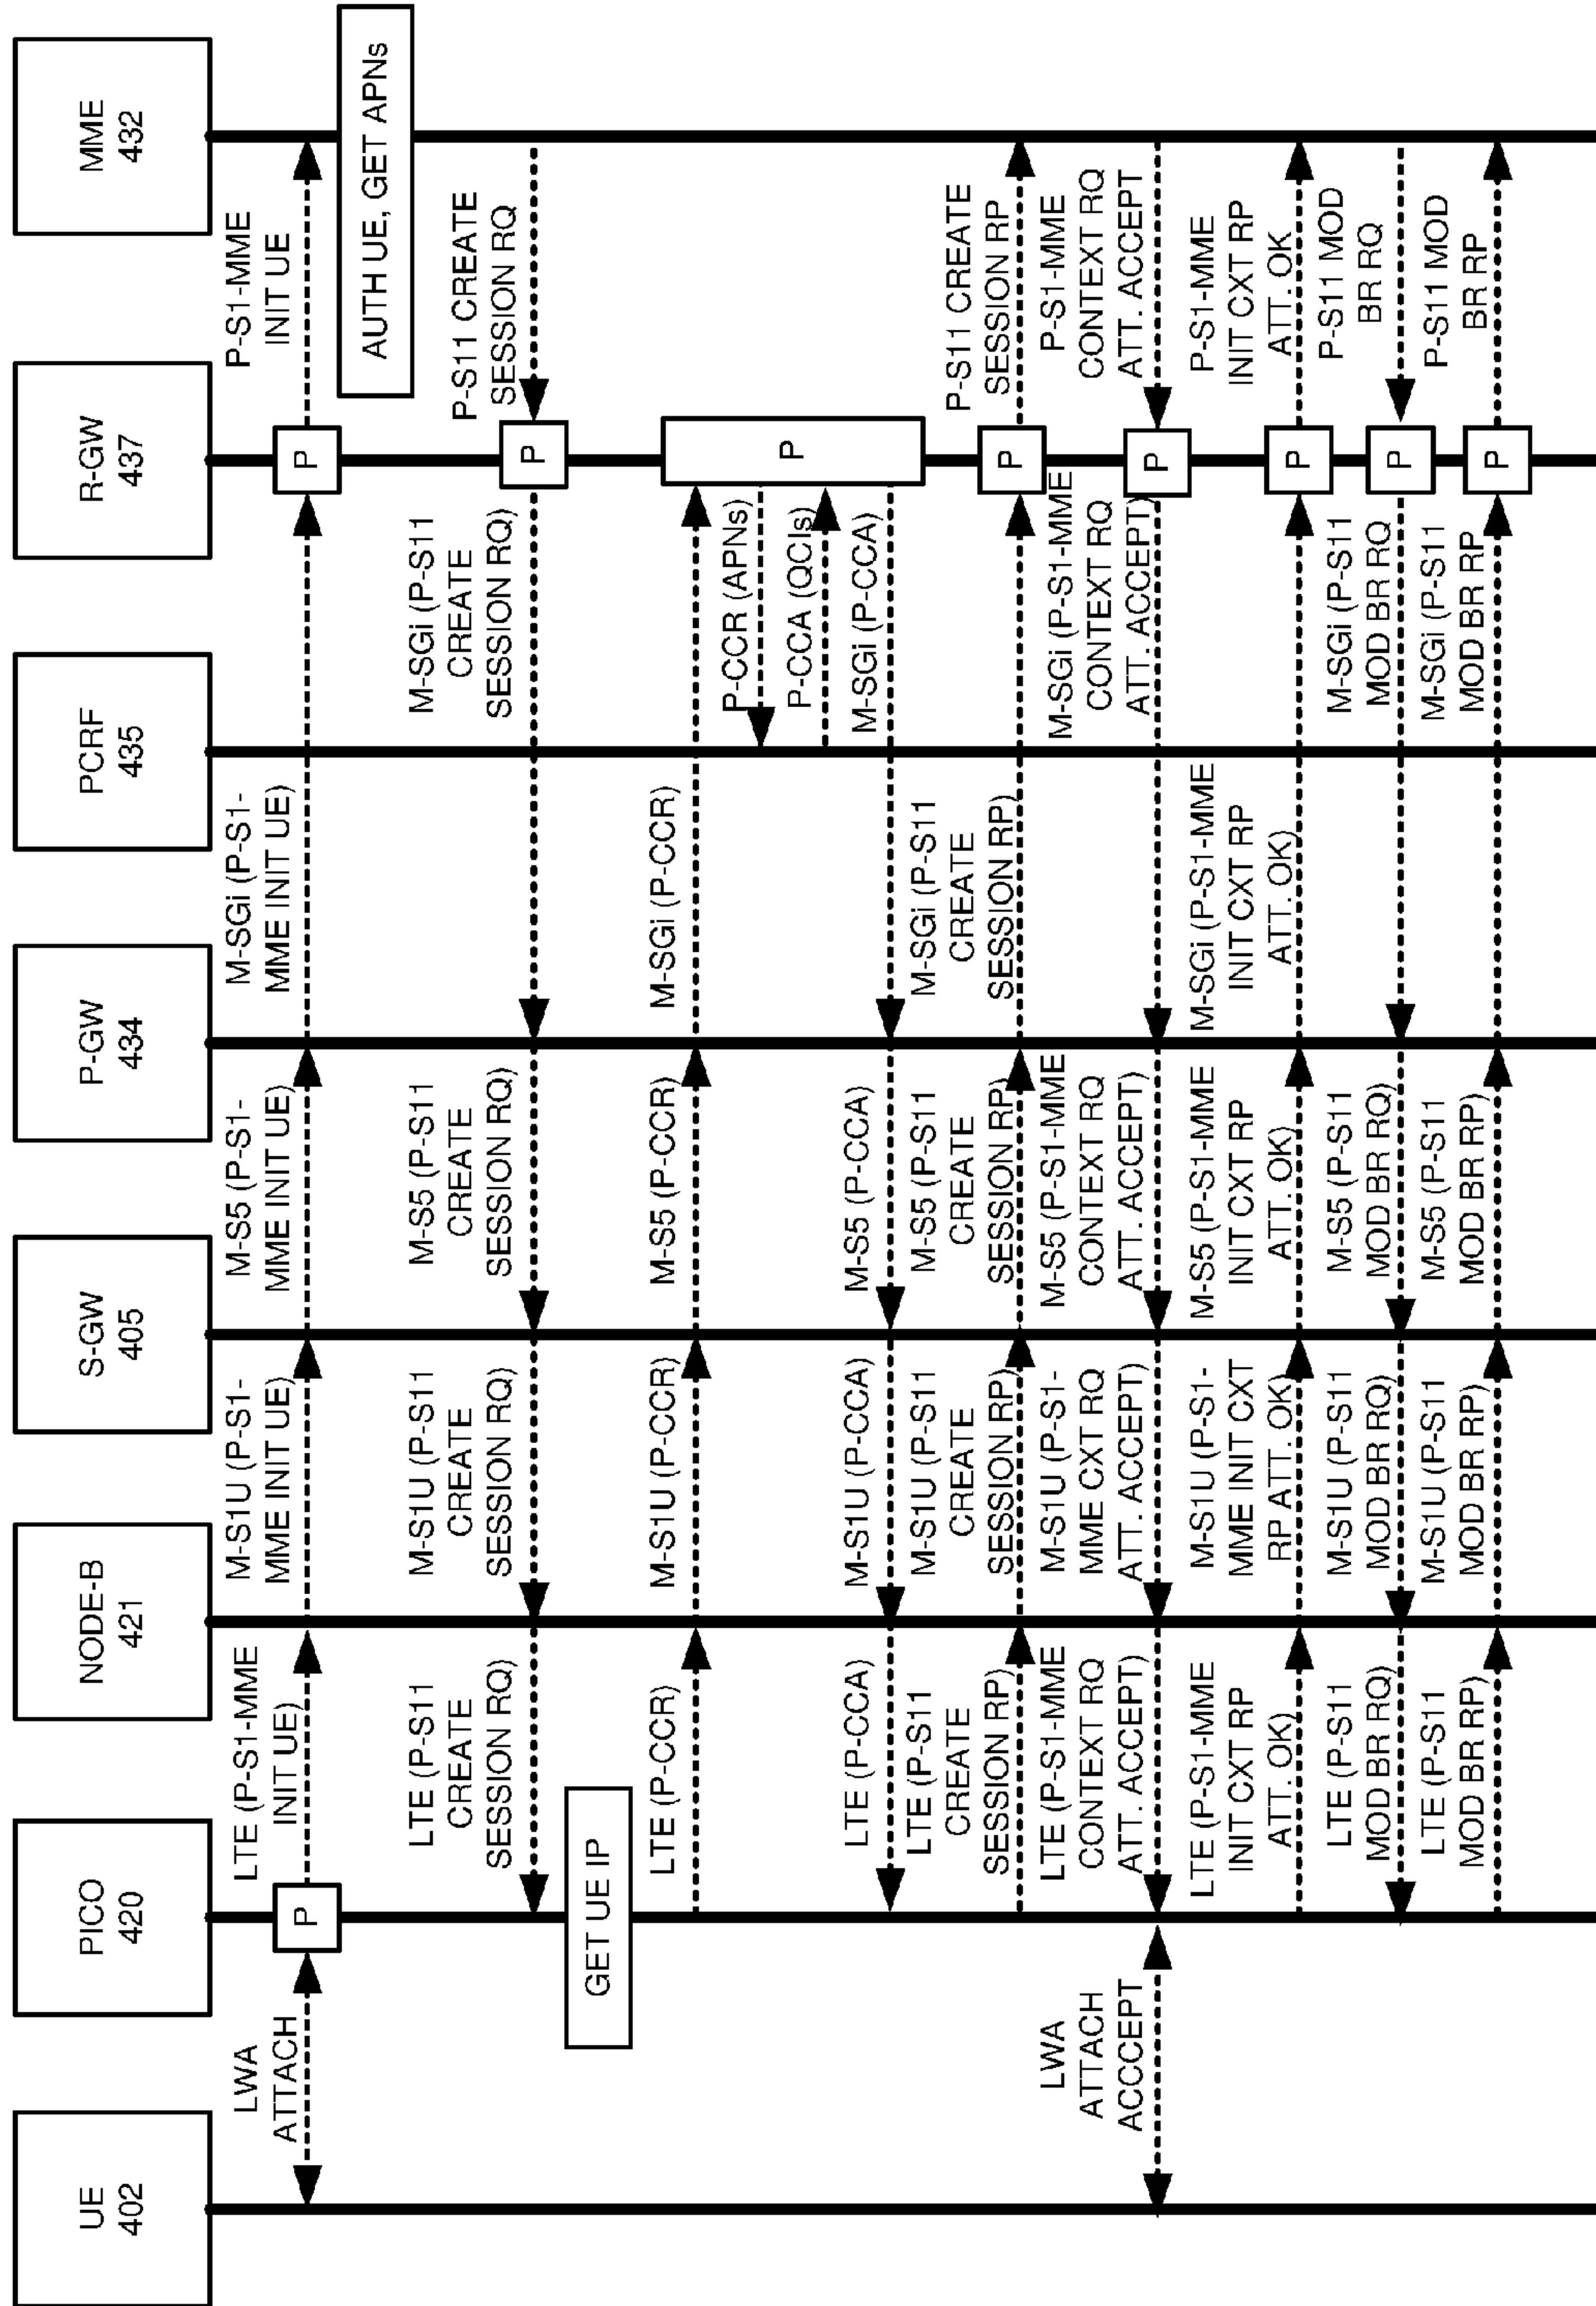 UE
402
PICO
420
NODE-B
421
S-GW
405
P-GW
434
PCRF
435
R-GW
437
MME
432
LWA
ATTACH
P
LTE (P-S1-MME
INIT UE)
M-S1U (P-S1-
MME INIT UE)
M-S5 (P-S1-
MME INIT UE)
M-SGi (P-S1-
MME INIT UE)
P
P-S1-MME
INIT UE
AUTH UE, GET APNs
LTE (P-S11
CREATE
SESSION RQ)
M-S1U (P-S11
CREATE
SESSION RQ)
M-S5 (P-S11
CREATE
SESSION RQ)
M-SGi (P-S11
CREATE
SESSION RQ)
P
P-S11 CREATE
SESSION RQ
GET UE IP
LTE (P-CCR)
M-S1U (P-CCR)
M-S5 (P-CCR)
M-SGi (P-CCR)
P
P-CCR (APNs)
P-CCA (QCIs)
LTE (P-CCA)
M-S1U (P-CCA)
M-S5 (P-CCA)
M-SGi (P-CCA)
LTE (P-S11
CREATE
SESSION RP)
M-S1U (P-S11
CREATE
SESSION RP)
M-S5 (P-S11
CREATE
SESSION RP)
M-SGi (P-S11
CREATE
SESSION RP)
P
P-S11 CREATE
SESSION RP
LWA
ATTACH
ACCCEPT
LTE (P-S1-MME
CONTEXT RQ
ATT. ACCEPT)
M-S1U (P-S1-
MME CXT RQ
ATT. ACCEPT)
M-S5 (P-S1-MME
CONTEXT RQ
ATT. ACCEPT)
M-SGi (P-S1-MME
CONTEXT RQ
ATT. ACCEPT)
P
P-S1-MME
CONTEXT RQ
ATT. ACCEPT
LTE (P-S1-MME
INIT CXT RP
ATT. OK)
M-S1U (P-S1-
MME INIT CXT
RP ATT. OK)
M-S5 (P-S1-MME
INIT CXT RP
ATT. OK)
M-SGi (P-S1-MME
INIT CXT RP
ATT. OK)
P
P-S1-MME
INIT CXT RP
ATT. OK
LTE (P-S11
MOD BR RQ)
M-S1U (P-S11
MOD BR RQ)
M-S5 (P-S11
MOD BR RQ)
M-SGi (P-S11
MOD BR RQ)
P
P-S11 MOD
BR RQ
LTE (P-S11
MOD BR RP)
M-S1U (P-S11
MOD BR RP)
M-S5 (P-S11
MOD BR RP)
M-SGi (P-S11
MOD BR RP)
P
P-S11 MOD
BR RP